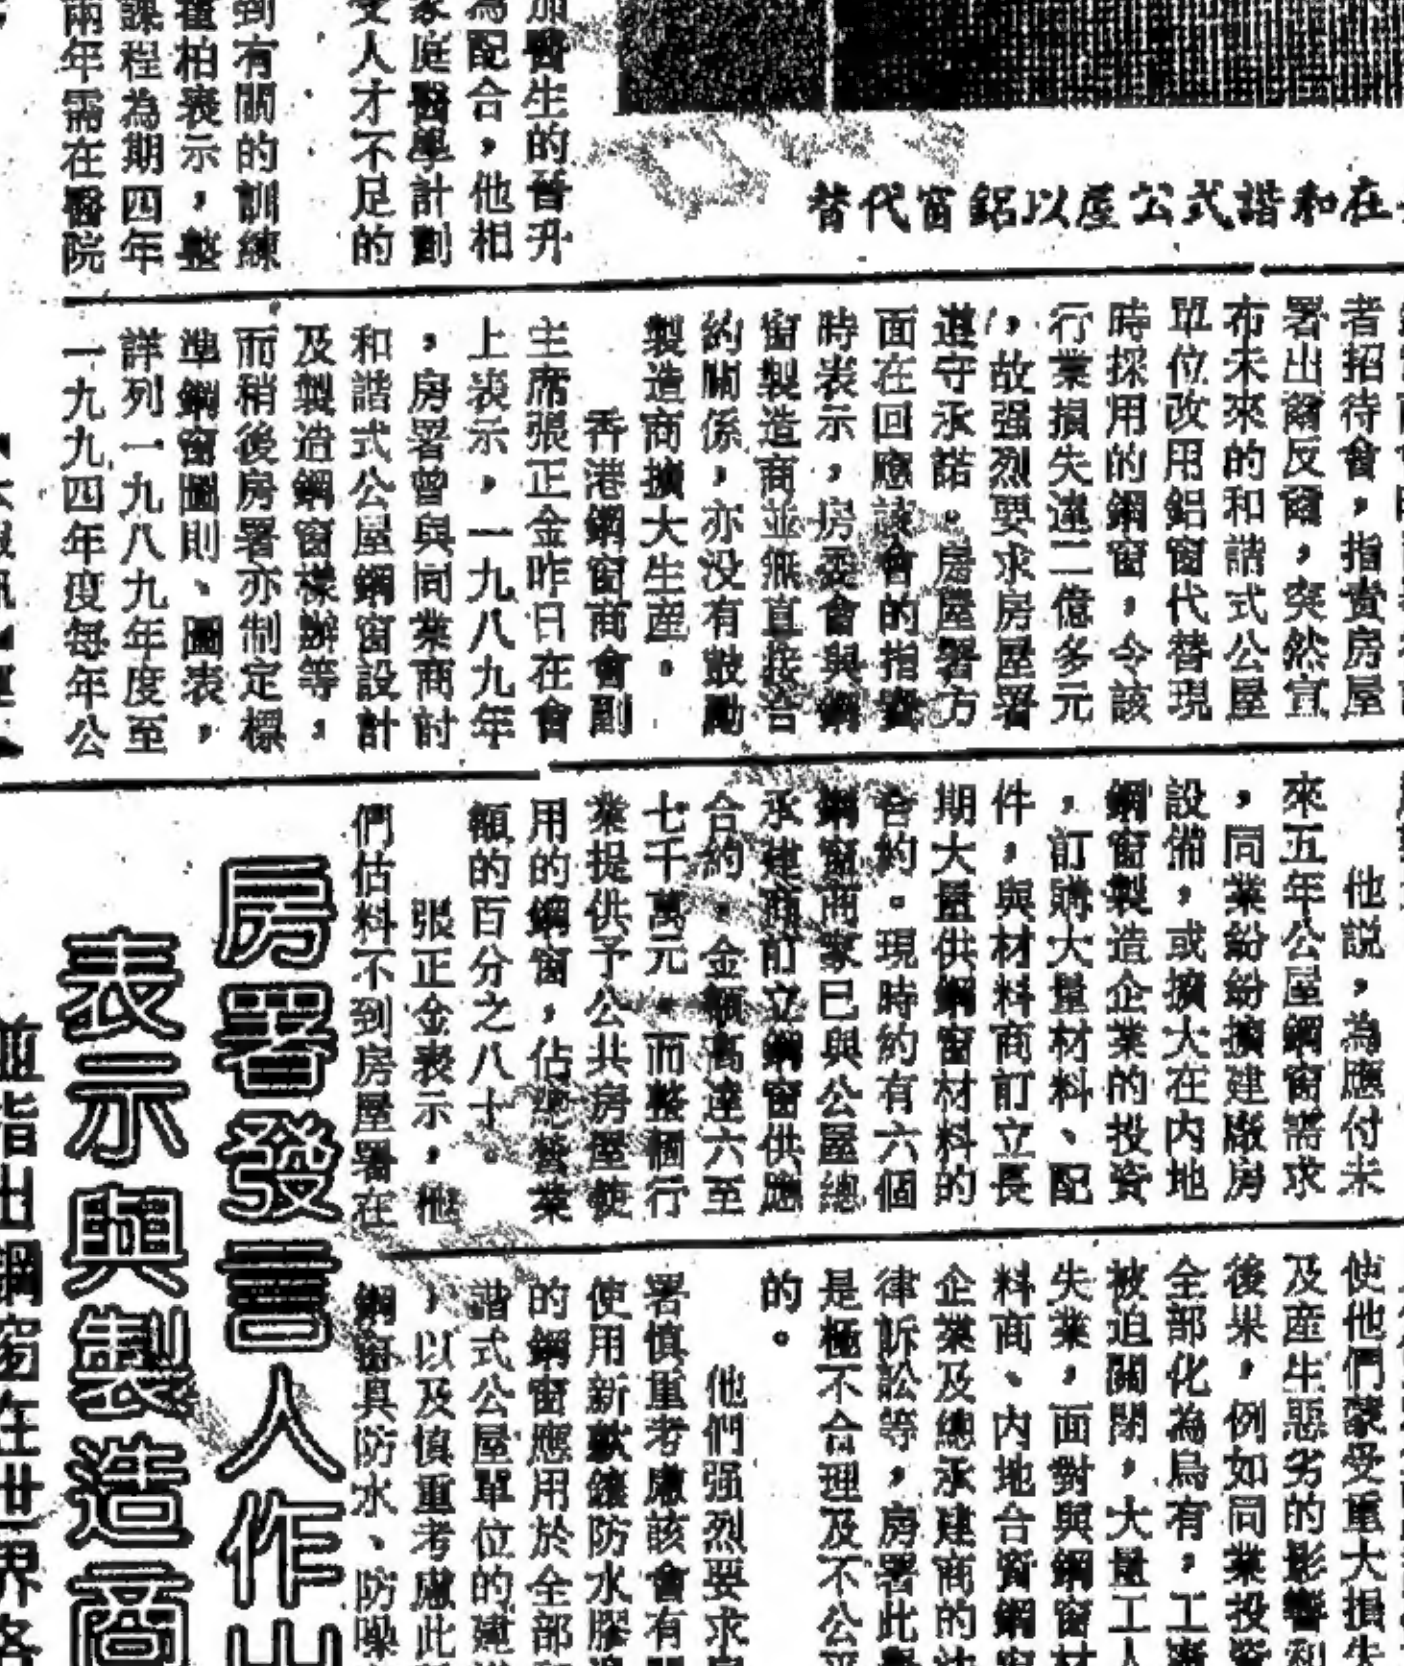 在和諧式公屋以鋁窗代替
加醫生的晉升
為配合，他相
家庭醫學計劃
受人才不足的
到有關的訓練
柏表示，整
課程為期四年
兩年需在醫院
者招待會，指責房屋
署出爾反爾，突然宣
布未來的和諧式公屋
單位改用鋁窗代替現
時採用的鋼窗，令該
行業損失達二億多元
，故强烈要求房屋署
遵守承諾。房屋署方
面在回應該會的指責
時表示，房委會與鋼
窗製造商並無直接合
約關係，亦没有鼓勵
製造商擴大生産。
香港鋼窗商會副
主席張正金昨日在會
上表示，一九八九年
，房署曾與同業商討
和諧式公屋鋼窗設計
及製造鋼窗樣辦等，
而稍後房署亦制定標
準鋼窗圖則、圖表，
詳列一九八九年度至
一九九四年度每年公
他説，為應付未
來五年公屋鋼窗需求
，同業紛紛擴建廠房
設備，或擴大在内地
鋼窗製造企業的投資
，訂購大量材料、配
件，與材料商訂立長
期大量供鋼窗材料的
合約。現時約有六個
鋼窗商家已與公屋總
承建商訂立鋼窗供應
合約，金額高達六至
七千萬元。而整個行
業提供予公共房屋使
用的鋼窗，佔總營業
額的百分之八十。
張正金表示，他
們估料不到房屋署在
使他們蒙受重大損失
及産生惡劣的影響和
後果，例如同業投資
全部化為烏有，工廠
被迫關閉，大量工人
失業，面對與鋼窗材
料商、内地合資鋼窗
企業及總承建商的法
律訴訟等，房署此舉
是極不合理及不公平
的。
他們强烈要求房
署慎重考慮該會有關
使用新款鑲防水膠邊
的鋼窗應用於全部和
諧式公屋單位的建
，以及慎重考慮此
鋼窗具防水、防噪
房署發言人作出
表示與製造商
並指出鋼窗在世界各